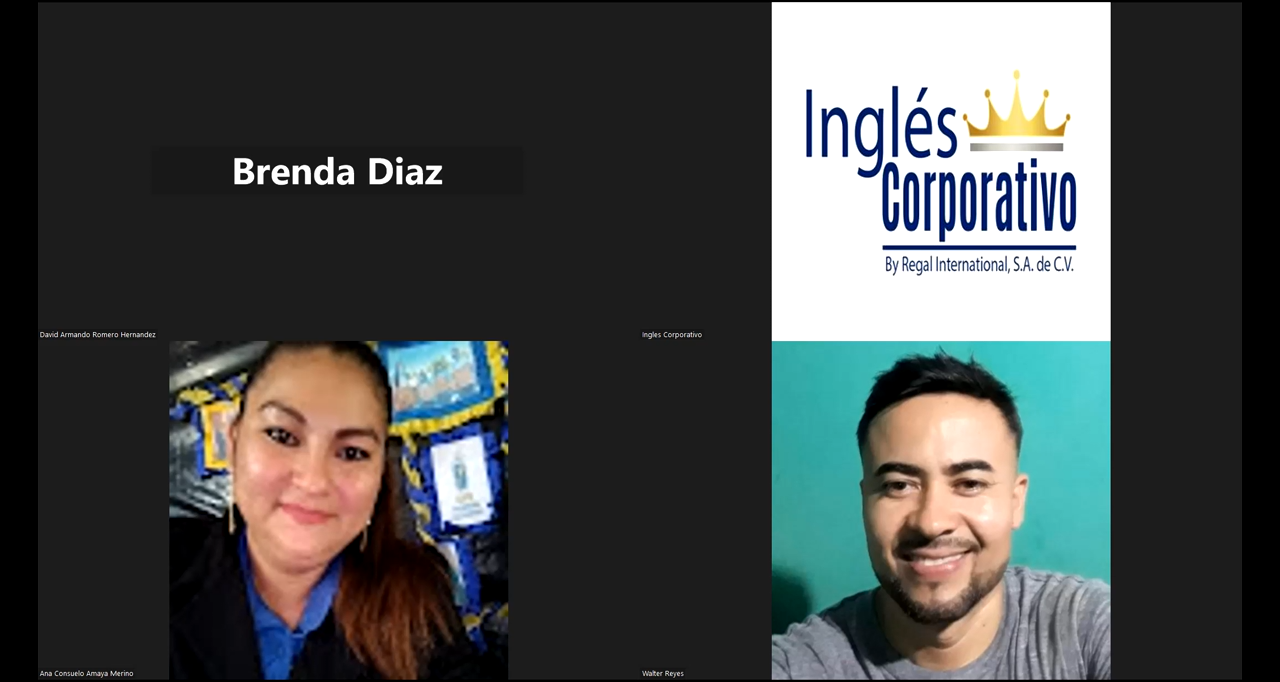 Brenda Diaz
David Armando Romero Hernandez
Inglés
Corporativo
By Regal International, S.A. de C.V.
Ingles Corporativo
Ana Consuelo Amaya Merino
Walter Reyes